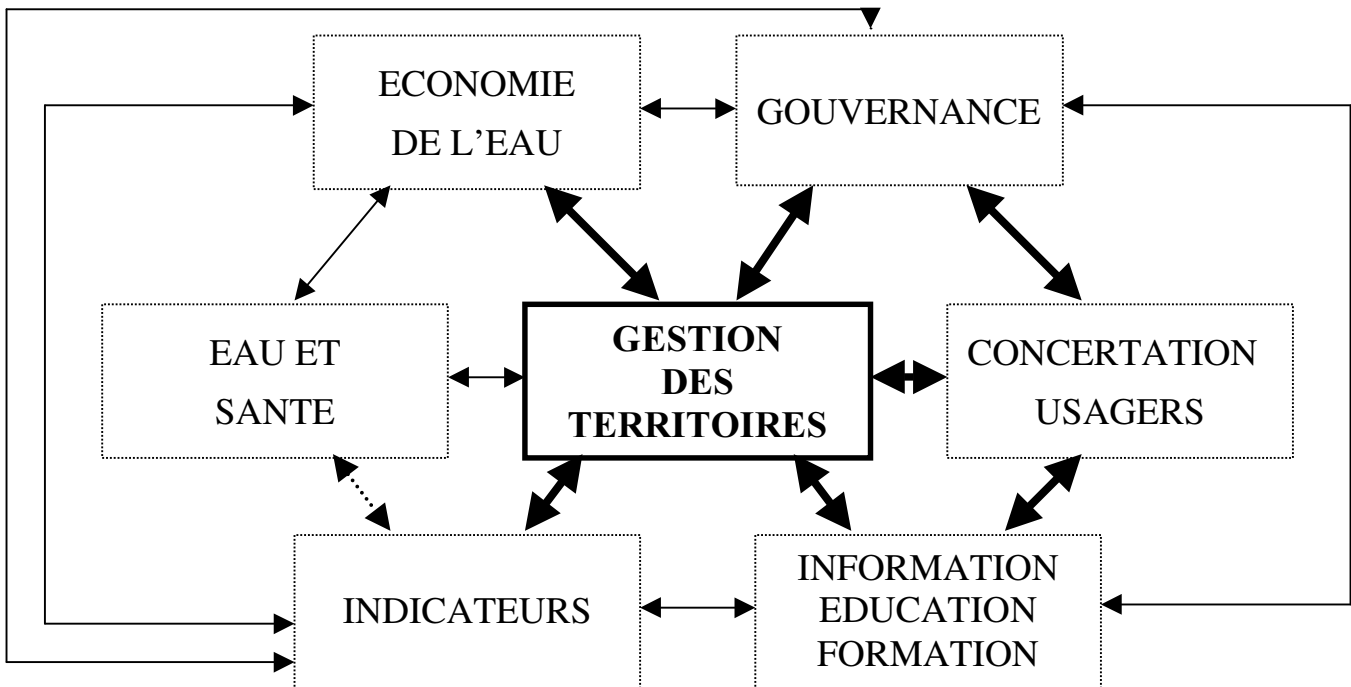 ECONOMIE
DE L’EAU
GOUVERNANCE
EAU ET
SANTE
GESTION
DES
TERRITOIRES
CONCERTATION
USAGERS
INDICATEURS
INFORMATION
EDUCATION
FORMATION